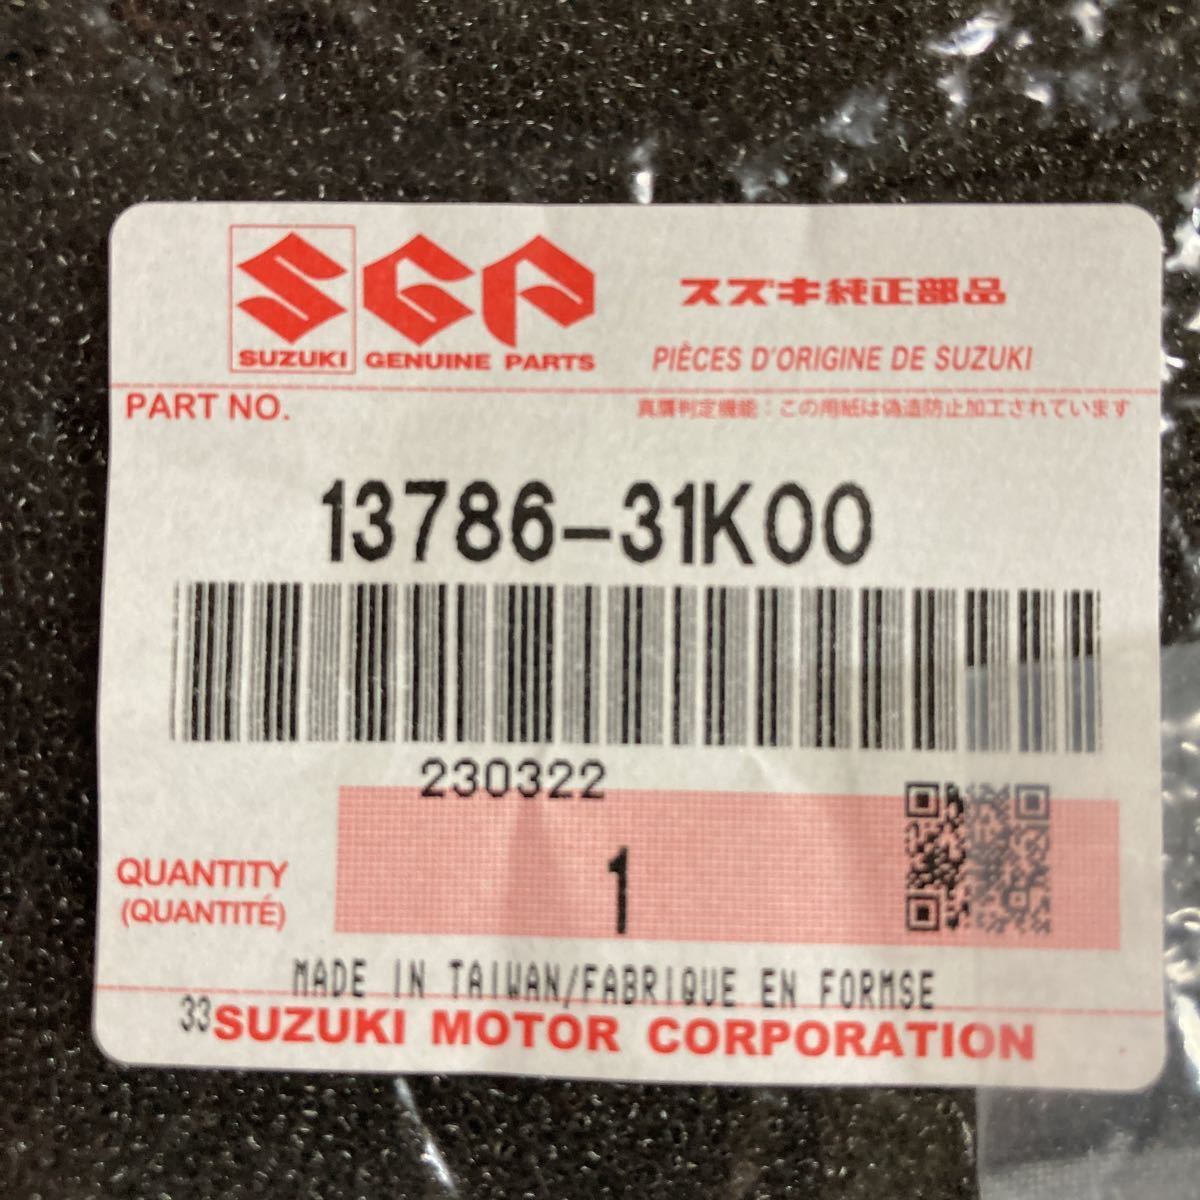 SGP スズキ純正部品
SUZUKI GENUINE PARTS PIÈCES D'ORIGINE DE SUZUKI
PART NO. 真贋判定機能：この用紙は偽造防止加工されています
13786-31K00
230322
QUANTITY
(QUANTITÉ)
1
MADE IN TAIWAN/FABRIQUE EN FORMSE
33 SUZUKI MOTOR CORPORATION